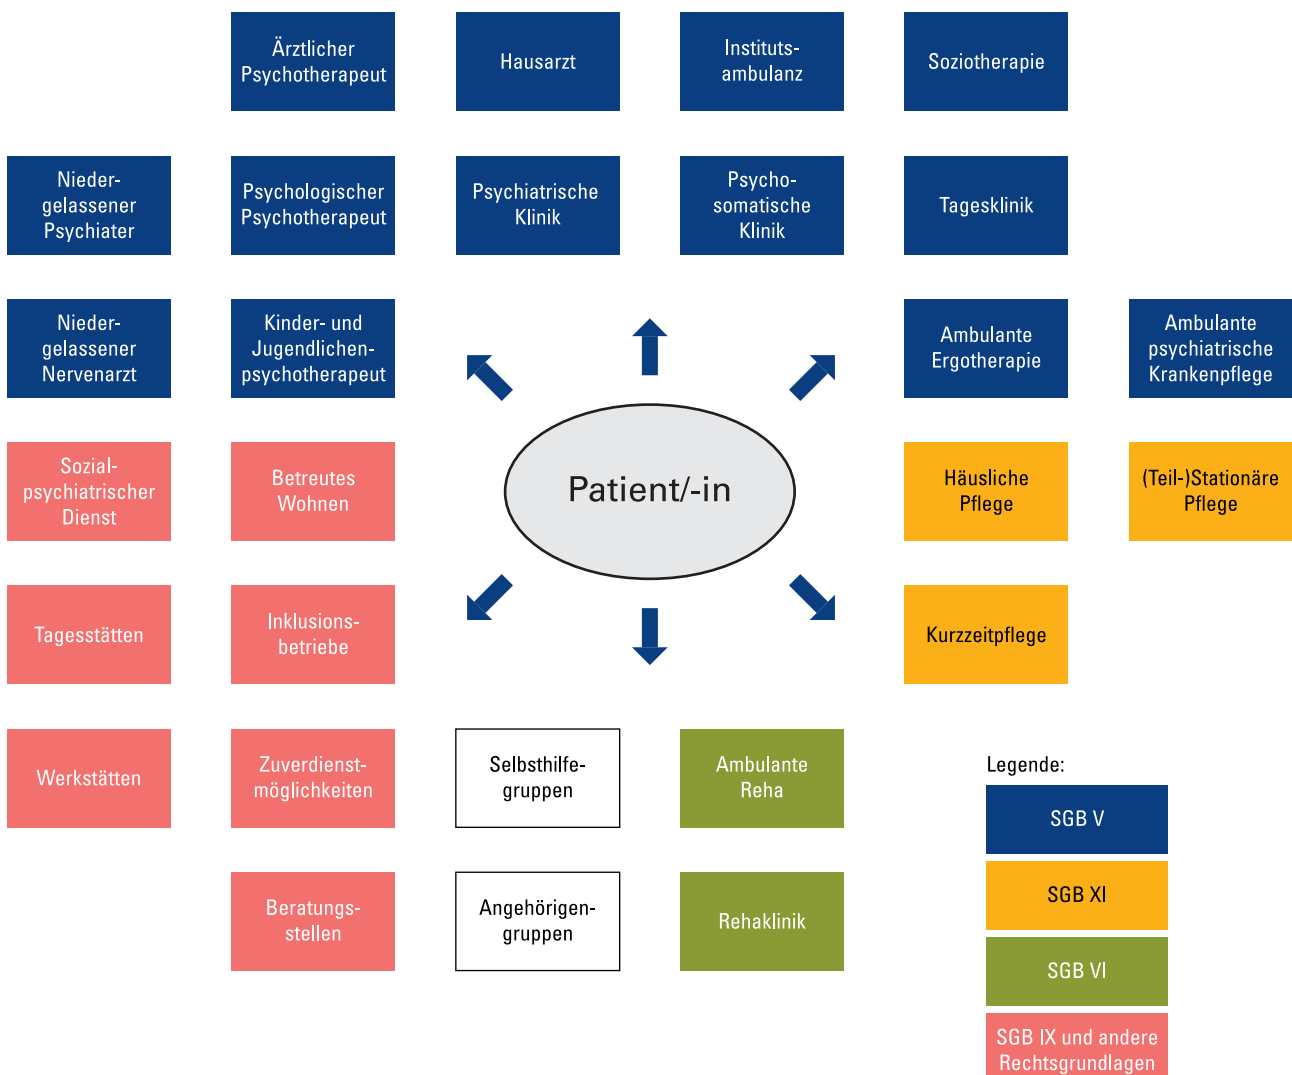 Ärztlicher
Psychotherapeut
Hausarzt
Instituts-
ambulanz
Soziotherapie
Nieder-
gelassener
Psychiater
Psychologischer
Psychotherapeut
Psychiatrische
Klinik
Psycho-
somatische
Klinik
Tagesklinik
Nieder-
gelassener
Nervenarzt
Kinder- und
Jugendlichen-
psychotherapeut
Ambulante
Ergotherapie
Ambulante
psychiatrische
Krankenpflege
Sozial-
psychiatrischer
Dienst
Betreutes
Wohnen
Patient/-in
Häusliche
Pflege
(Teil-)Stationäre
Pflege
Tagesstätten
Inklusions-
betriebe
Kurzzeitpflege
Werkstätten
Zuverdienst-
möglichkeiten
Selbsthilfe-
gruppen
Ambulante
Reha
Beratungs-
stellen
Angehörigen-
gruppen
Rehaklinik
Legende:
SGB V
SGB XI
SGB VI
SGB IX und andere
Rechtsgrundlagen